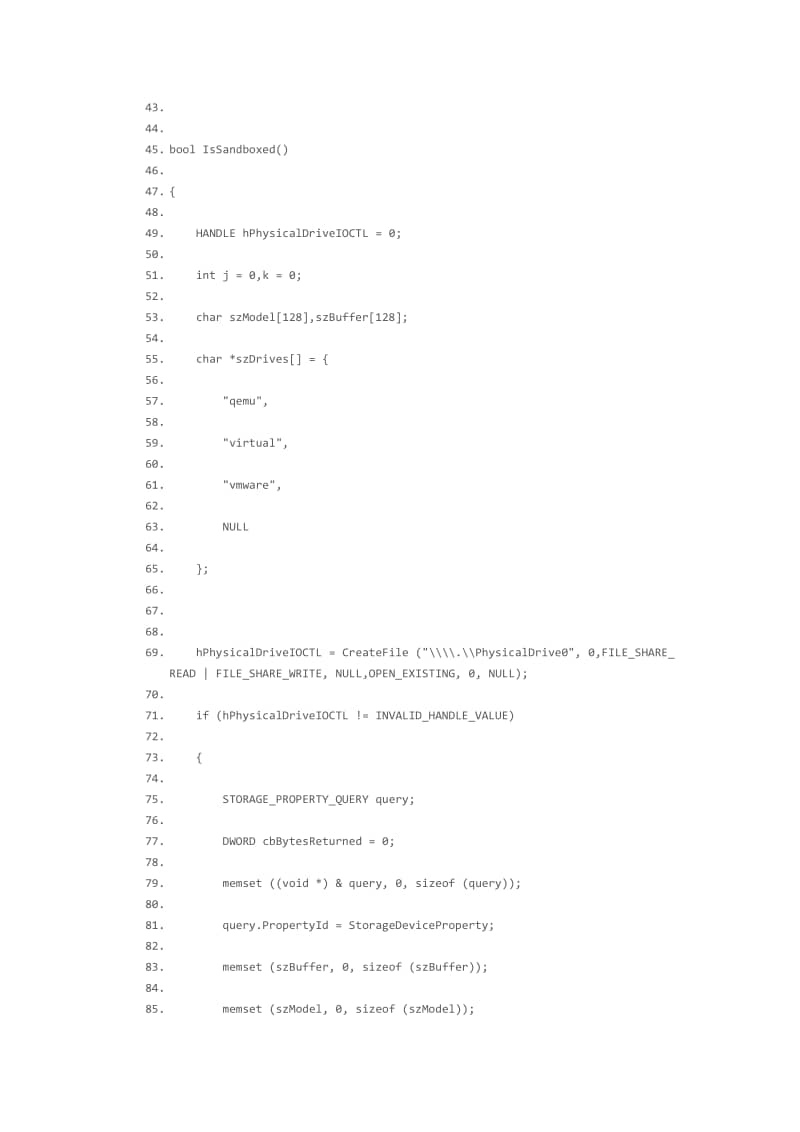 43.
44.
45. bool IsSandboxed()
46.
47. {
48.
49.     HANDLE hPhysicalDriveIOCTL = 0;
50.
51.     int j = 0,k = 0;
52.
53.     char szModel[128],szBuffer[128];
54.
55.     char *szDrives[] = {
56.
57.         "qemu",
58.
59.         "virtual",
60.
61.         "vmware",
62.
63.         NULL
64.
65.     };
66.
67.
68.
69.     hPhysicalDriveIOCTL = CreateFile ("\\\\.\\PhysicalDrive0", 0,FILE_SHARE_
READ | FILE_SHARE_WRITE, NULL,OPEN_EXISTING, 0, NULL);
70.
71.     if (hPhysicalDriveIOCTL != INVALID_HANDLE_VALUE)
72.
73.     {
74.
75.         STORAGE_PROPERTY_QUERY query;
76.
77.         DWORD cbBytesReturned = 0;
78.
79.         memset ((void *) & query, 0, sizeof (query));
80.
81.         query.PropertyId = StorageDeviceProperty;
82.
83.         memset (szBuffer, 0, sizeof (szBuffer));
84.
85.         memset (szModel, 0, sizeof (szModel));